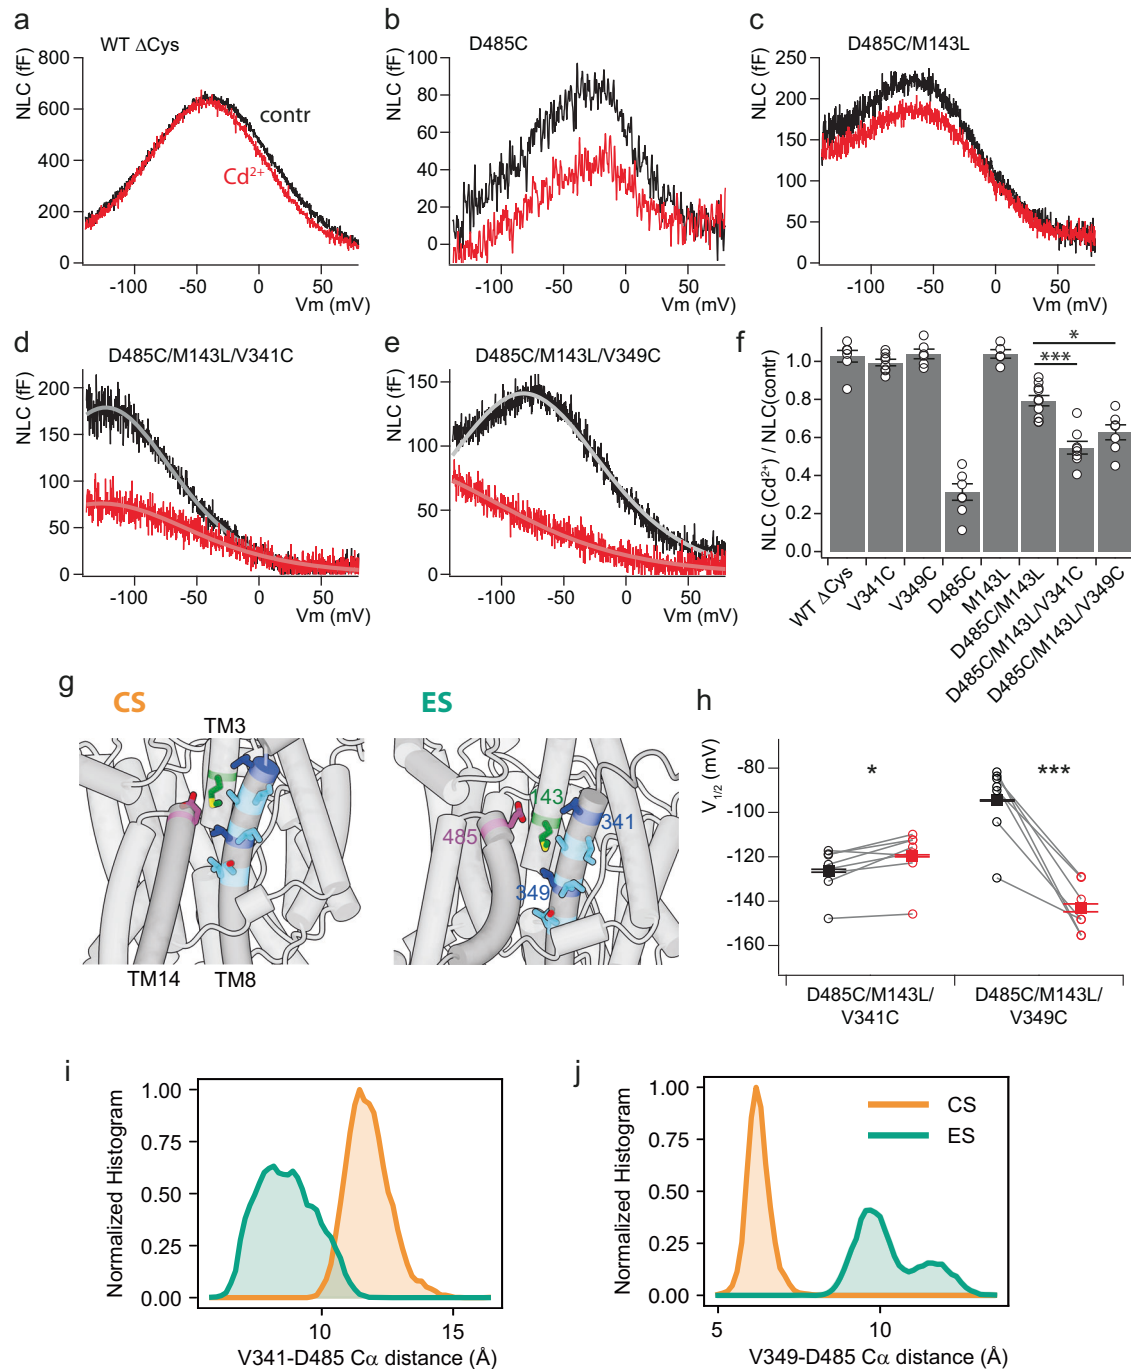 a
WT ΔCys
NLC (fF)
800
600
400
200
0
contr
Cd²⁺
-100
-50
0
50
Vm (mV)
b
D485C
NLC (fF)
100
80
60
40
20
0
-100
-50
0
50
Vm (mV)
c
D485C/M143L
NLC (fF)
250
200
150
100
50
0
-100
-50
0
50
Vm (mV)
d
D485C/M143L/V341C
NLC (fF)
200
150
100
50
0
-100
-50
0
50
Vm (mV)
e
D485C/M143L/V349C
NLC (fF)
150
100
50
0
-100
-50
0
50
Vm (mV)
f
NLC (Cd²⁺) / NLC(contr)
1.0
0.8
0.6
0.4
0.2
0.0
*
***
WT ΔCys
V341C
V349C
D485C
M143L
D485C/M143L
D485C/M143L/V341C
D485C/M143L/V349C
g
CS
TM3
TM14
TM8
ES
143
485
341
349
h
V1/2 (mV)
-80
-100
-120
-140
-160
*
***
D485C/M143L/
V341C
D485C/M143L/
V349C
i
Normalized Histogram
1.00
0.75
0.50
0.25
0.00
10
15
V341-D485 Cα distance (Å)
j
Normalized Histogram
1.00
0.75
0.50
0.25
0.00
CS
ES
5
10
V349-D485 Cα distance (Å)